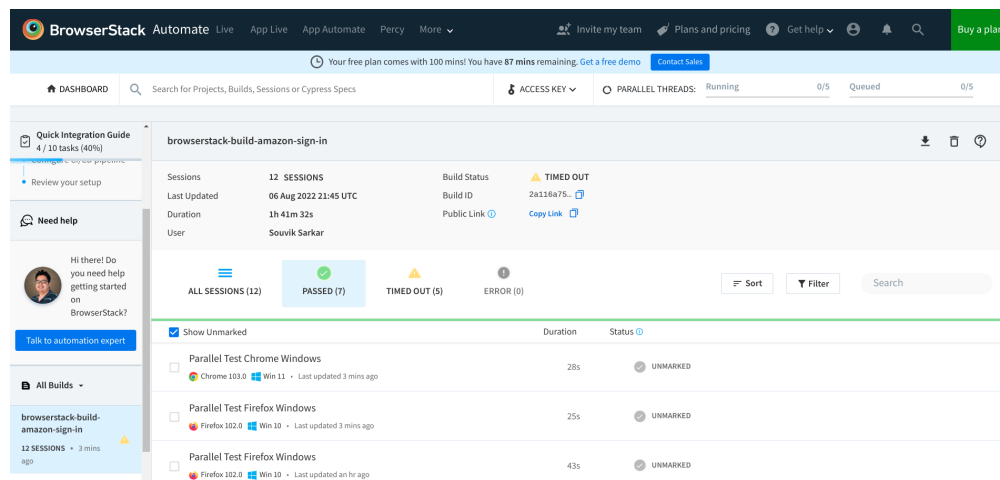 BrowserStack Automate Live App Live App Automate Percy More Invite my team Plans and pricing ? Get help Buy a plan
Your free plan comes with 100 mins! You have 87 mins remaining. Get a free demo Contact Sales
DASHBOARD Search for Projects, Builds, Sessions or Cypress Specs ACCESS KEY PARALLEL THREADS: Running 0/5 Queued 0/5
Quick Integration Guide
4 / 10 tasks (40%)
Configure CI/CD pipeline
Review your setup
Need help
Hi there! Do
you need help
getting started
on
BrowserStack?
Talk to automation expert
All Builds
browserstack-build-
amazon-sign-in
12 SESSIONS • 3 mins
ago
browserstack-build-amazon-sign-in
Sessions 12 SESSIONS Build Status TIMED OUT
Last Updated 06 Aug 2022 21:45 UTC Build ID 2a116a75…
Duration 1h 41m 32s Public Link Copy Link
User Souvik Sarkar
ALL SESSIONS (12) PASSED (7) TIMED OUT (5) ERROR (0) Sort Filter Search
Show Unmarked Duration Status
Parallel Test Chrome Windows
Chrome 103.0 Win 11 • Last updated 3 mins ago 28s UNMARKED
Parallel Test Firefox Windows
Firefox 102.0 Win 10 • Last updated 3 mins ago 25s UNMARKED
Parallel Test Firefox Windows
Firefox 102.0 Win 10 • Last updated an hr ago 43s UNMARKED